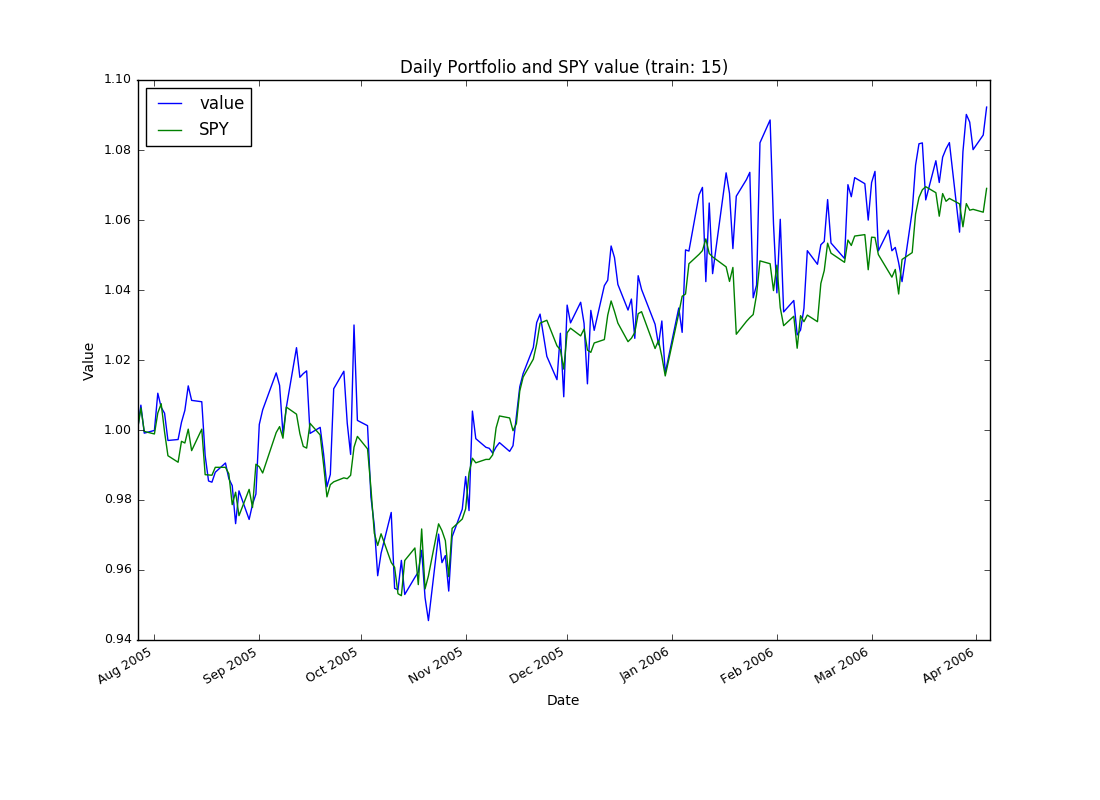 Daily Portfolio and SPY value (train: 15)
value
SPY
1.10
1.08
1.06
1.04
1.02
1.00
0.98
0.96
0.94
Value
Aug 2005
Sep 2005
Oct 2005
Nov 2005
Dec 2005
Jan 2006
Feb 2006
Mar 2006
Apr 2006
Date